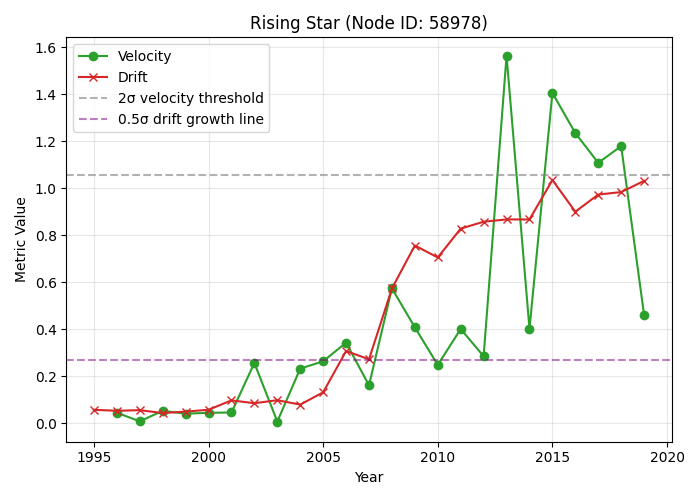 Rising Star (Node ID: 58978)
Velocity
Drift
2σ velocity threshold
0.5σ drift growth line
Metric Value
1.6
1.4
1.2
1.0
0.8
0.6
0.4
0.2
0.0
1995
2000
2005
2010
2015
2020
Year